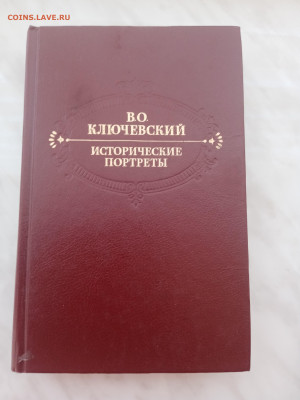 COINS.LAVE.RU
В.О.
КЛЮЧЕВСКИЙ
ИСТОРИЧЕСКИЕ
ПОРТРЕТЫ